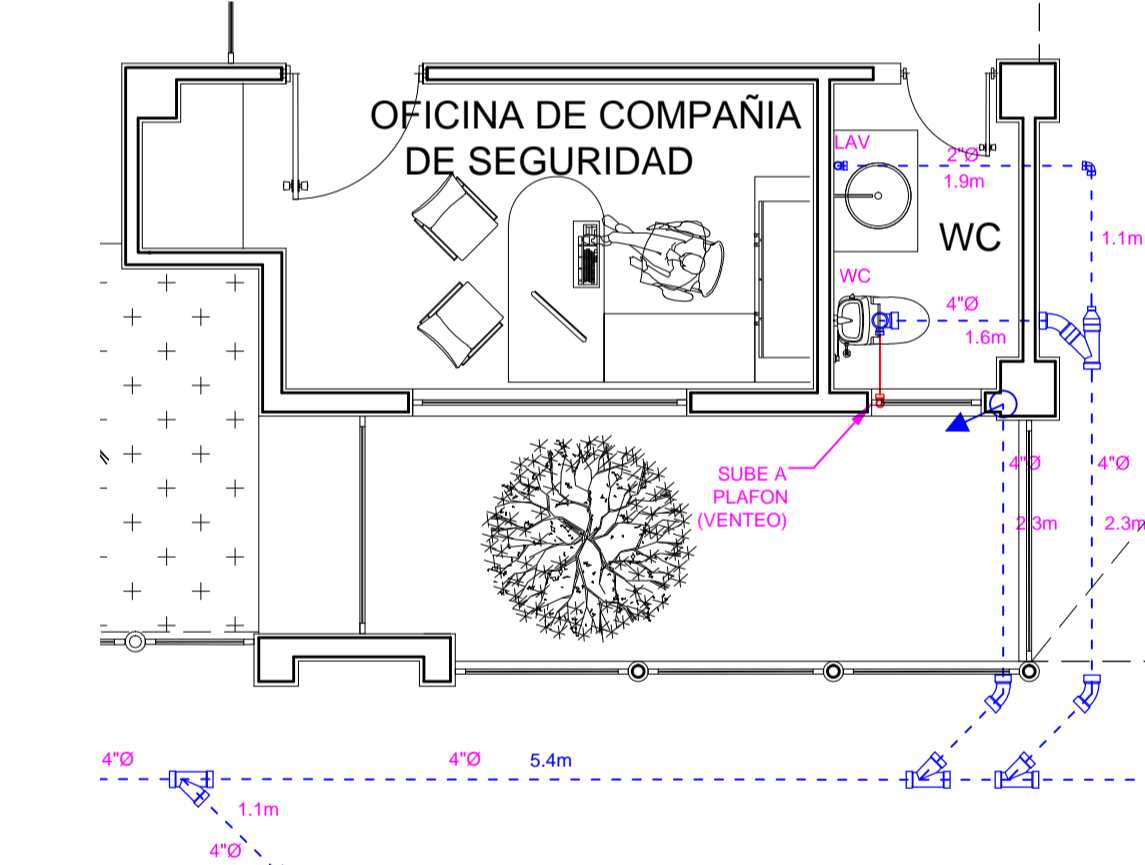 OFICINA DE COMPAÑIA
DE SEGURIDAD
LAV
2"Ø
1.9m
WC
1.1m
WC
4"Ø
1.6m
SUBE A
PLAFON
(VENTEO)
4"Ø
4"Ø
2.3m
2.3m
4"Ø
4"Ø
5.4m
1.1m
4"Ø